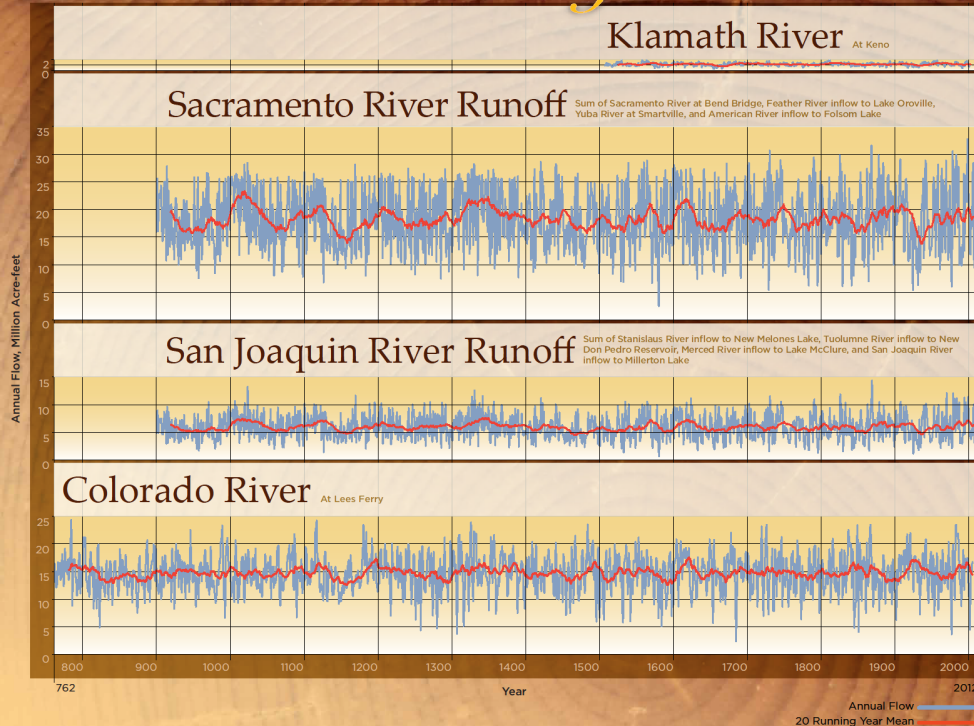 Klamath River At Keno
2
0
Sacramento River Runoff
Sum of Sacramento River at Bend Bridge, Feather River inflow to Lake Oroville,
Yuba River at Smartville, and American River inflow to Folsom Lake
35
30
25
20
15
10
5
0
San Joaquin River Runoff
Sum of Stanislaus River inflow to New Melones Lake, Tuolumne River inflow to New
Don Pedro Reservoir, Merced River inflow to Lake McClure, and San Joaquin River
inflow to Millerton Lake
15
10
5
0
Colorado River At Lees Ferry
25
20
15
10
5
0
Annual Flow, Million Acre-feet
800 900 1000 1100 1200 1300 1400 1500 1600 1700 1800 1900 2000
762 2012
Year
Annual Flow
20 Running Year Mean